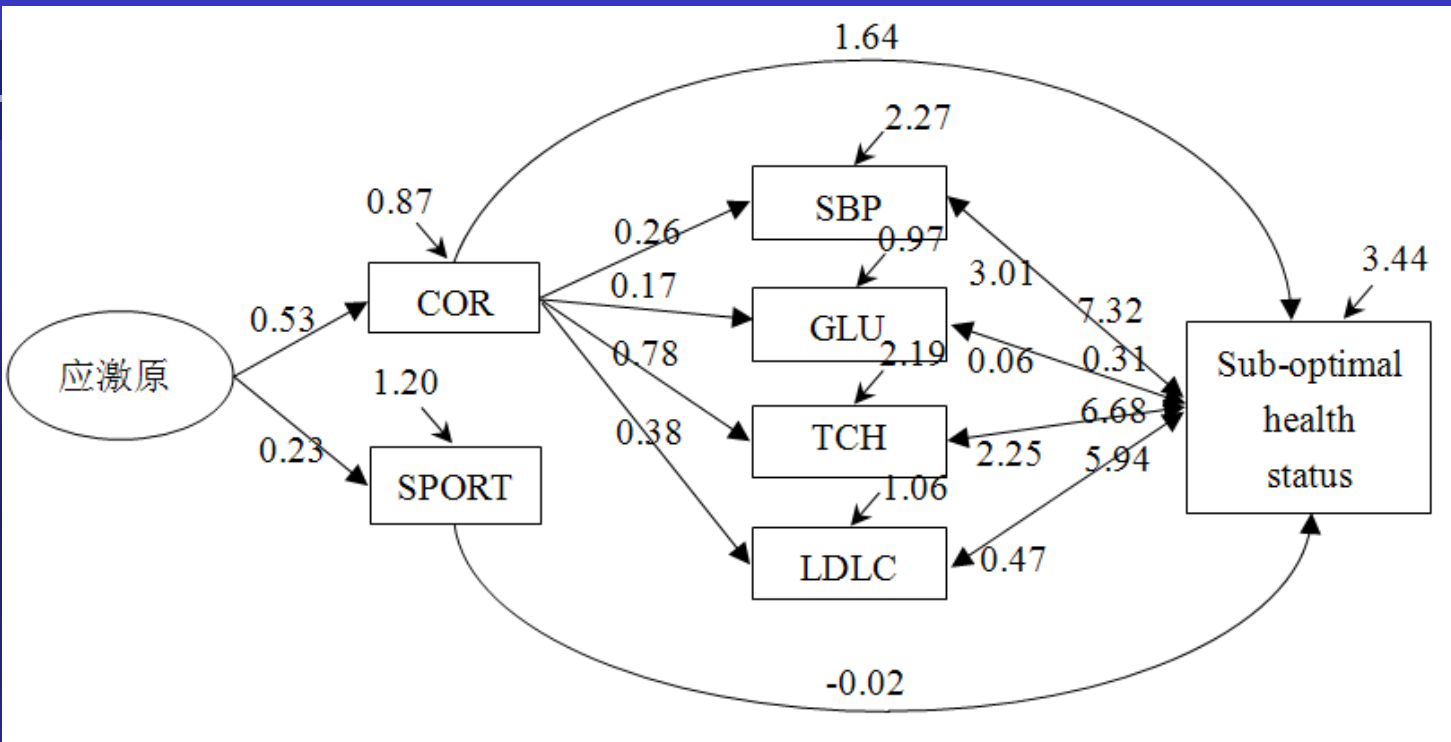 1.64
2.27
SBP
0.87
0.26
0.97
3.01
3.44
COR
0.17
GLU
7.32
0.53
0.78
2.19
0.06
0.31
Sub-optimal
health
status
应激原
1.20
0.38
TCH
2.25
6.68
5.94
0.23
SPORT
1.06
LDLC
0.47
-0.02